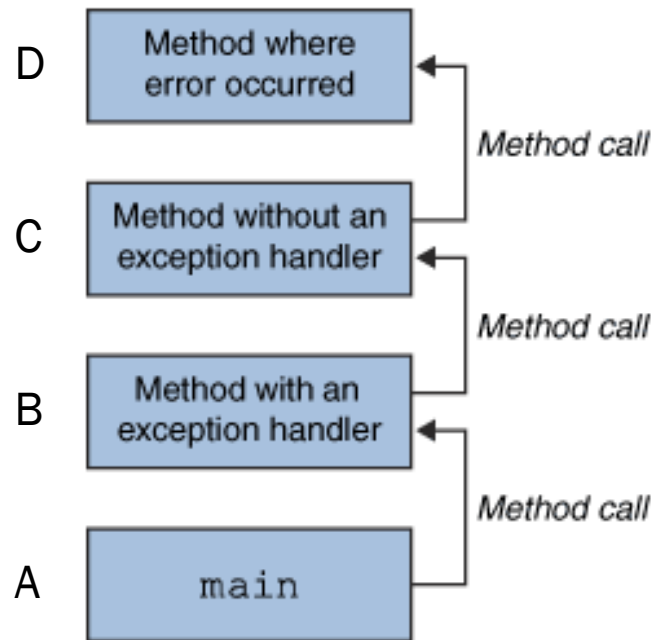 D
Method where
error occurred
Method call
C
Method without an
exception handler
Method call
B
Method with an
exception handler
Method call
A
main